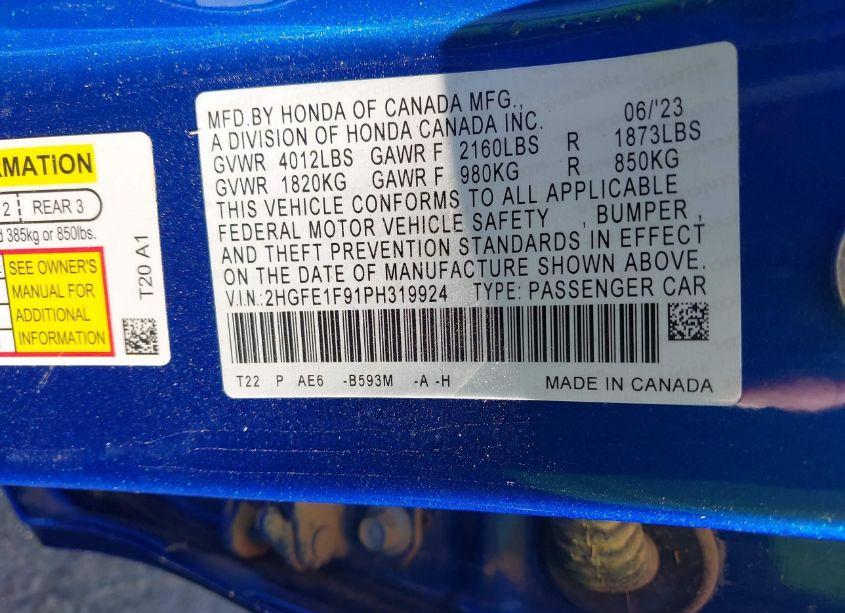 RMATION
2 REAR 3
d 385kg or 850lbs.
SEE OWNER'S
MANUAL FOR
ADDITIONAL
INFORMATION
T20 A1
MFD.BY HONDA OF CANADA MFG., 06/'23
A DIVISION OF HONDA CANADA INC.
GVWR 4012LBS GAWR F 2160LBS R 1873LBS
GVWR 1820KG GAWR F 980KG R 850KG
THIS VEHICLE CONFORMS TO ALL APPLICABLE
FEDERAL MOTOR VEHICLE SAFETY , BUMPER ,
AND THEFT PREVENTION STANDARDS IN EFFECT
ON THE DATE OF MANUFACTURE SHOWN ABOVE.
V.I.N.:2HGFE1F91PH319924 TYPE: PASSENGER CAR
T22 P AE6 -B593M -A -H MADE IN CANADA